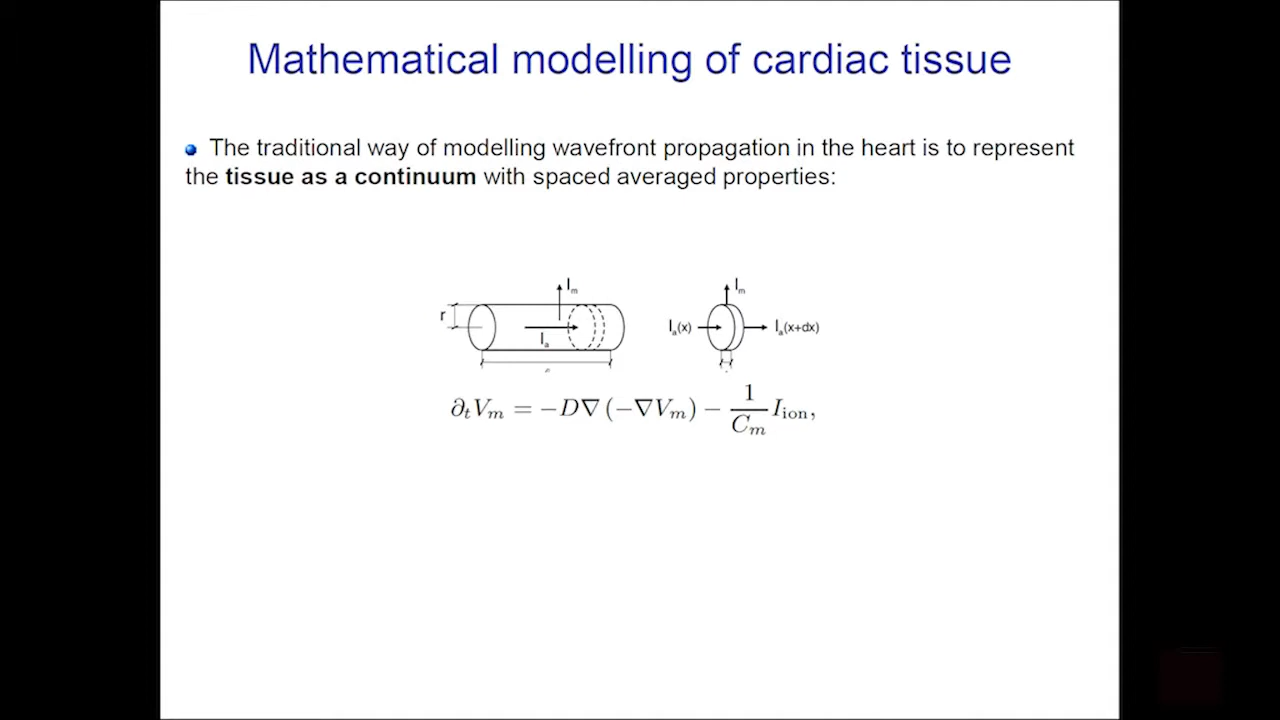 Mathematical modelling of cardiac tissue
The traditional way of modelling wavefront propagation in the heart is to represent
the tissue as a continuum with spaced averaged properties:
I_m
I_m
r
I_a
I_a(x)
I_a(x+dx)
∂_t V_m = −D∇ (−∇V_m) − \frac{1}{C_m} I_ion,